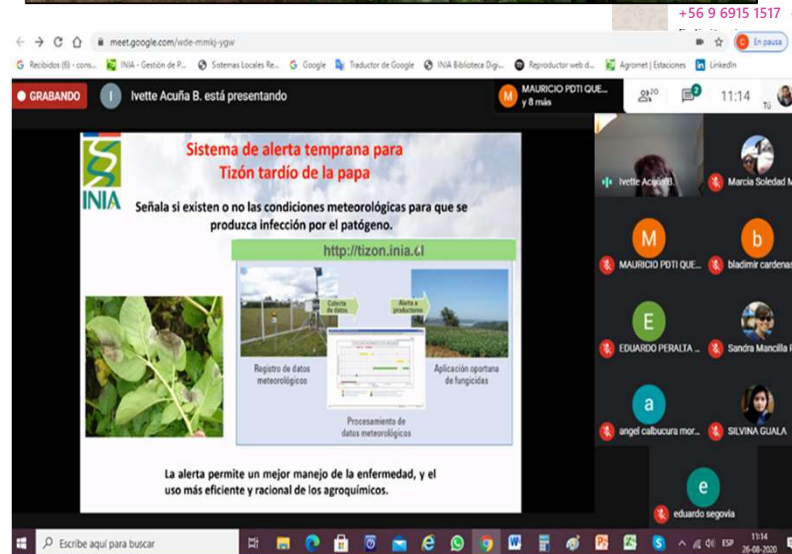 +56 9 6915 1517
meet.google.com/wde-mmkj-ygw
En pausa
Recibidos (6) - cons...
INIA - Gestión de P...
Sistemas Locales Re...
Google
Traductor de Google
INIA Biblioteca Digi...
Reproductor web d...
Agromet | Estaciones
LinkedIn
GRABANDO
I
Ivette Acuña B. está presentando
M
MAURICIO PDTI QUE...
y 8 más
20
2
11:14
Tú
INIA
Sistema de alerta temprana para
Tizón tardío de la papa
Señala si existen o no las condiciones meteorológicas para que se
produzca infección por el patógeno.
http://tizon.inia.cl
Colecta
de datos
Alerta a
productores
Registro de datos
meteorológicos
Aplicación oportuna
de fungicidas
Procesamiento de
datos meteorológicos
La alerta permite un mejor manejo de la enfermedad, y el
uso más eficiente y racional de los agroquímicos.
Ivette Acuña B.
Marcia Soledad M
M
MAURICIO PDTI QUE...
b
bladimir cardenas
E
EDUARDO PERALTA ...
Sandra Mancilla
a
angel calbucura mor...
SILVINA GUALA
e
eduardo segovia
Escribe aquí para buscar
ESP
11:14
26-08-2020